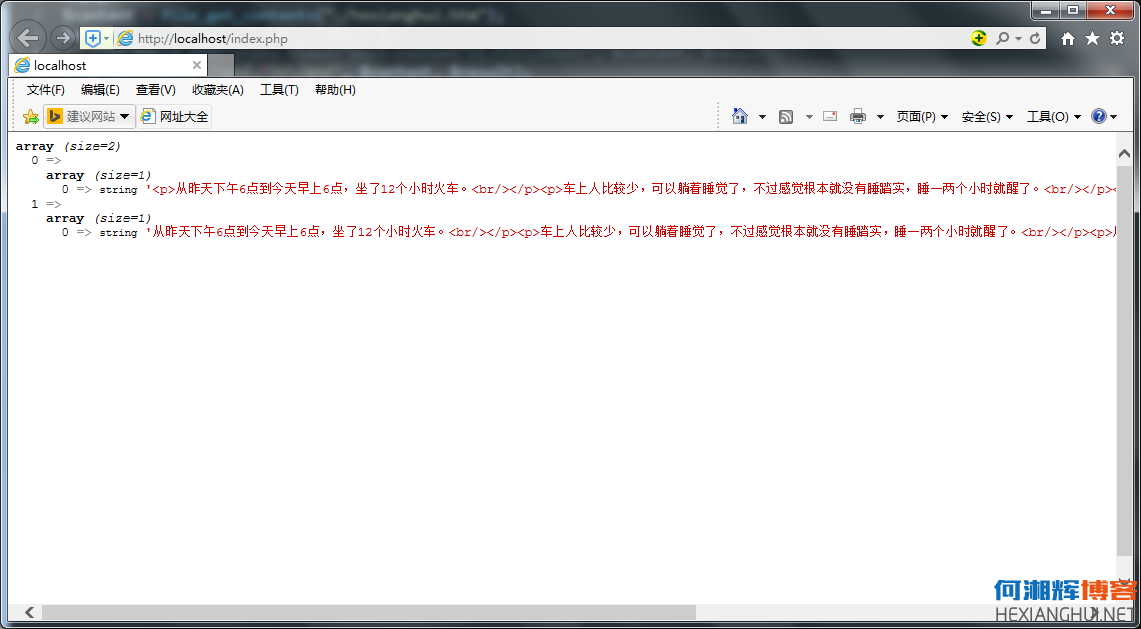 http://localhost/index.php
localhost
文件(F) 编辑(E) 查看(V) 收藏夹(A) 工具(T) 帮助(H)
建议网站 网址大全 页面(P) 安全(S) 工具(O)
array (size=2)
0 =>
array (size=1)
0 => string '<p>从昨天下午6点到今天早上6点，坐了12个小时火车。<br/></p><p>车上人比较少，可以躺着睡觉了，不过感觉根本就没有睡踏实，睡一两个小时就醒了。<br/></p><
1 =>
array (size=1)
0 => string '从昨天下午6点到今天早上6点，坐了12个小时火车。<br/></p><p>车上人比较少，可以躺着睡觉了，不过感觉根本就没有睡踏实，睡一两个小时就醒了。<br/></p><p>
何湘辉博客
HEXIANGHUI.NET